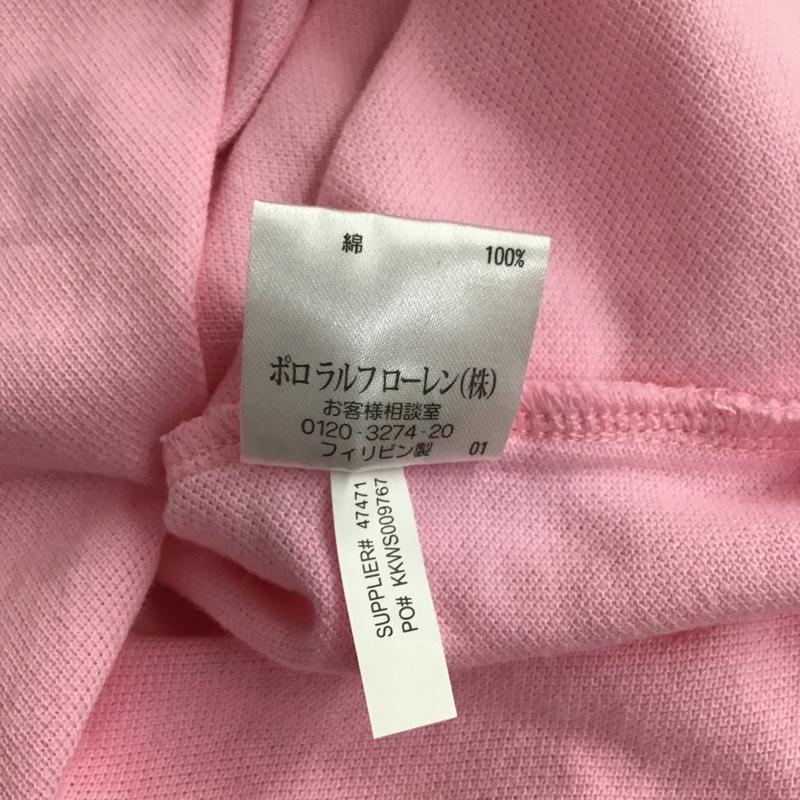 綿 100%
ポロ ラルフ ローレン(株)
お客様相談室
0120-3274-20
フィリピン製 01
SUPPLIER# 47471
PO# KKWS009767